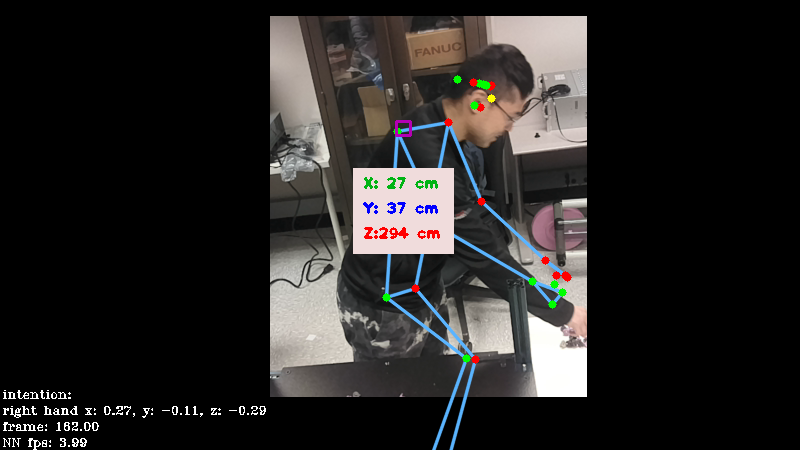 FANUC
X: 27 cm
Y: 37 cm
Z:294 cm
intention:
right hand x: 0.27, y: -0.11, z: -0.29
frame: 162.00
NN fps: 3.99